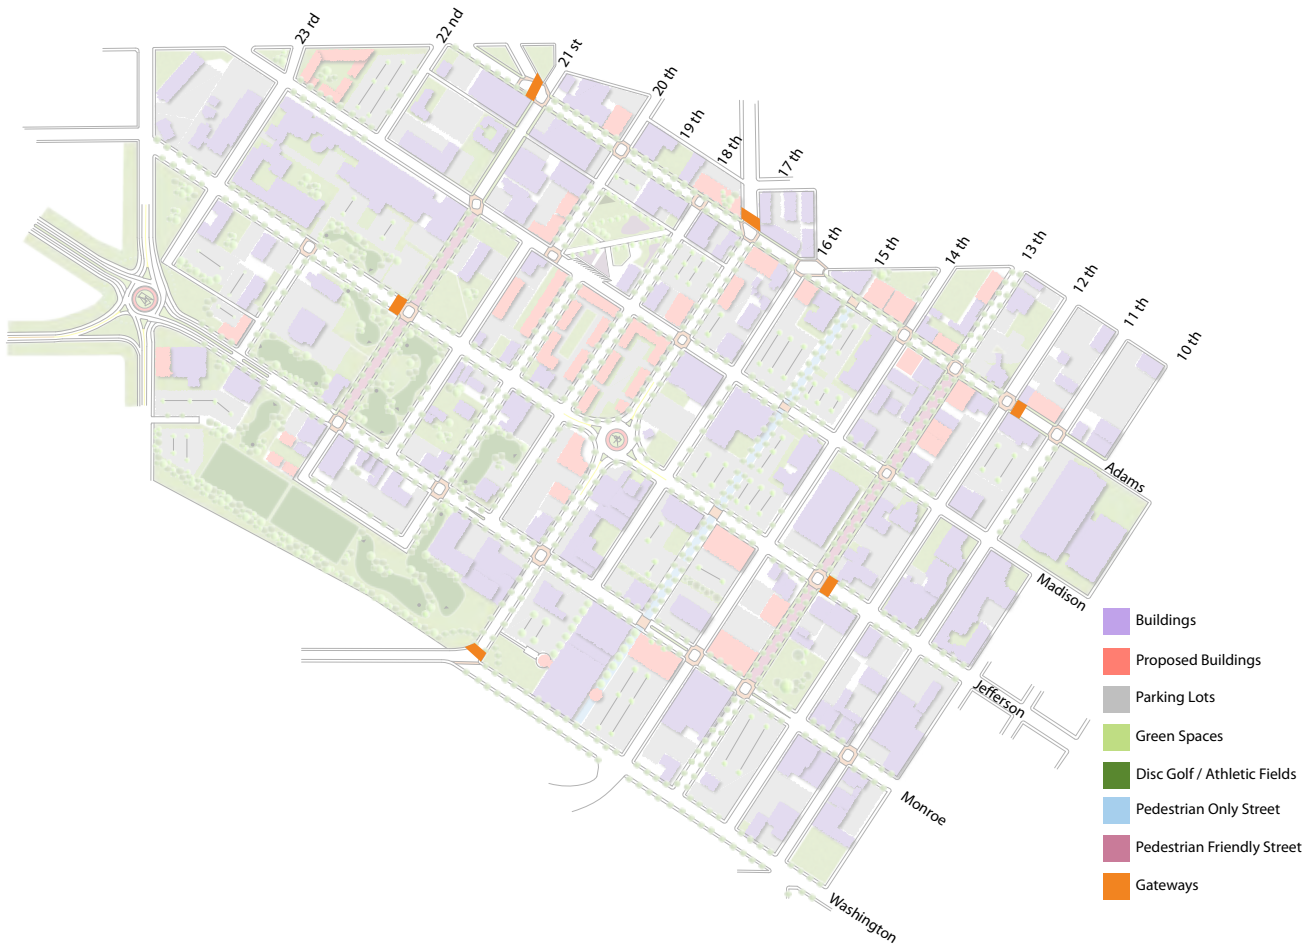 23 rd
22 nd
21 st
20 th
19 th
18 th
17 th
16 th
15 th
14 th
13 th
12 th
11 th
10 th
Adams
Madison
Jefferson
Monroe
Washington
Buildings
Proposed Buildings
Parking Lots
Green Spaces
Disc Golf / Athletic Fields
Pedestrian Only Street
Pedestrian Friendly Street
Gateways